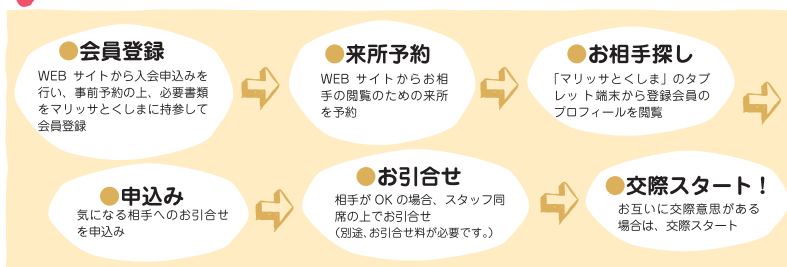 ●会員登録
WEB サイトから入会申込みを
行い、事前予約の上、必要書類
をマリッサとくしまに持参して
会員登録
●来所予約
WEB サイトからお相
手の閲覧のための来所
を予約
●お相手探し
「マリッサとくしま」のタブ
レット端末から登録会員の
プロフィールを閲覧
●申込み
気になる相手へのお引合せ
を申込み
●お引合せ
相手が OK の場合、スタッフ同
席の上でお引合せ
（別途、お引合せ料が必要です。）
●交際スタート！
お互いに交際意思がある
場合は、交際スタート